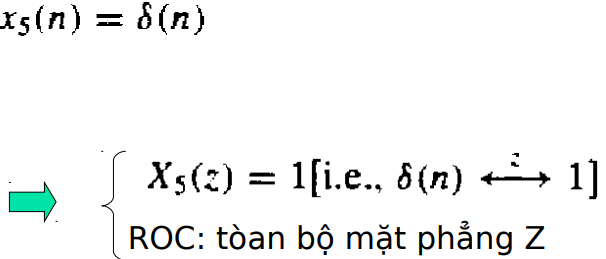 x₅(n) = δ(n)
X₅(z) = 1[i.e., δ(n) ⟷ᶻ 1]
ROC: tòan bộ mặt phẳng Z